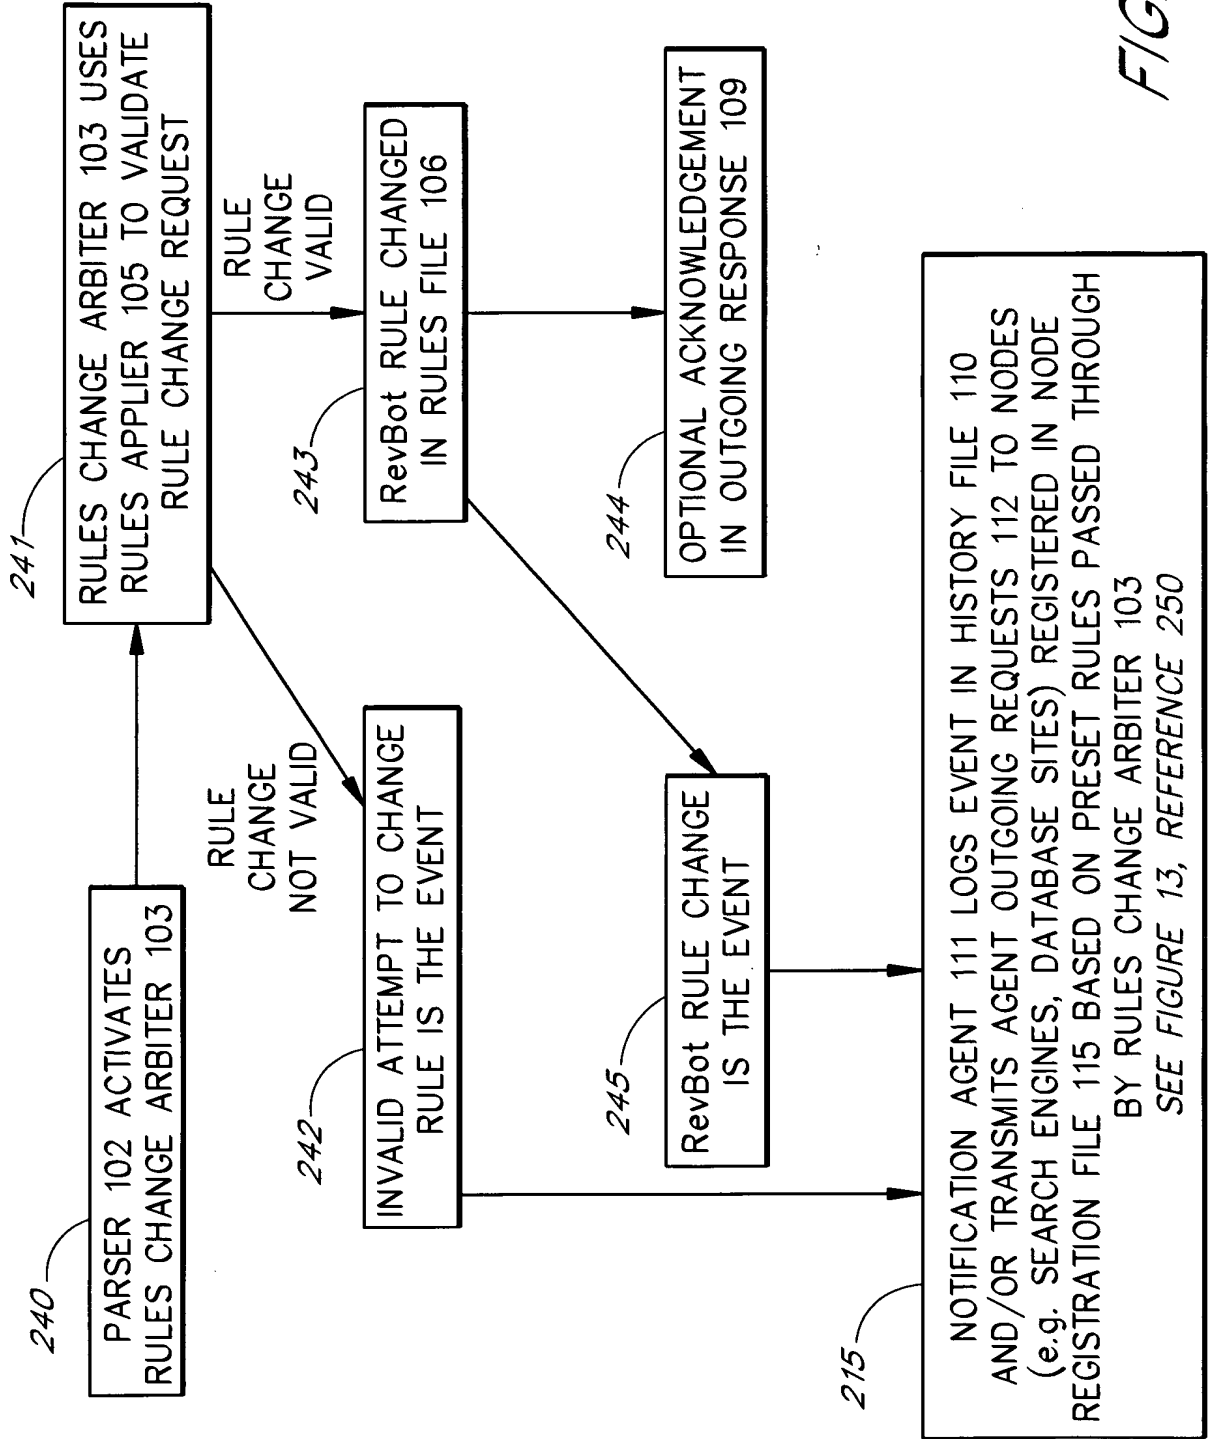 240
PARSER 102 ACTIVATES
RULES CHANGE ARBITER 103
241
RULES CHANGE ARBITER 103 USES
RULES APPLIER 105 TO VALIDATE
RULE CHANGE REQUEST
RULE
CHANGE
NOT VALID
RULE
CHANGE
VALID
242
INVALID ATTEMPT TO CHANGE
RULE IS THE EVENT
243
RevBot RULE CHANGED
IN RULES FILE 106
245
RevBot RULE CHANGE
IS THE EVENT
244
OPTIONAL ACKNOWLEDGEMENT
IN OUTGOING RESPONSE 109
215
NOTIFICATION AGENT 111 LOGS EVENT IN HISTORY FILE 110
AND/OR TRANSMITS AGENT OUTGOING REQUESTS 112 TO NODES
(e.g. SEARCH ENGINES, DATABASE SITES) REGISTERED IN NODE
REGISTRATION FILE 115 BASED ON PRESET RULES PASSED THROUGH
BY RULES CHANGE ARBITER 103
SEE FIGURE 13, REFERENCE 250
FIG.